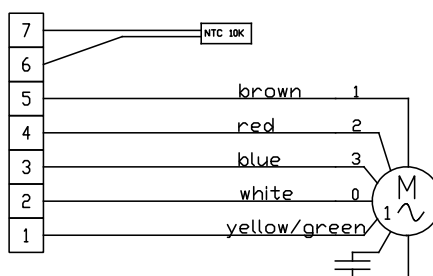 7
NTC 10K
6
5 brown 1
4 red 2
3 blue 3
2 white 0
1 yellow/green
M
1